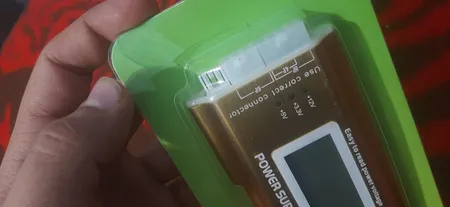 Use correct connector
+5V
+3.3V
+12V
Easy to read power voltage
POWER SUP